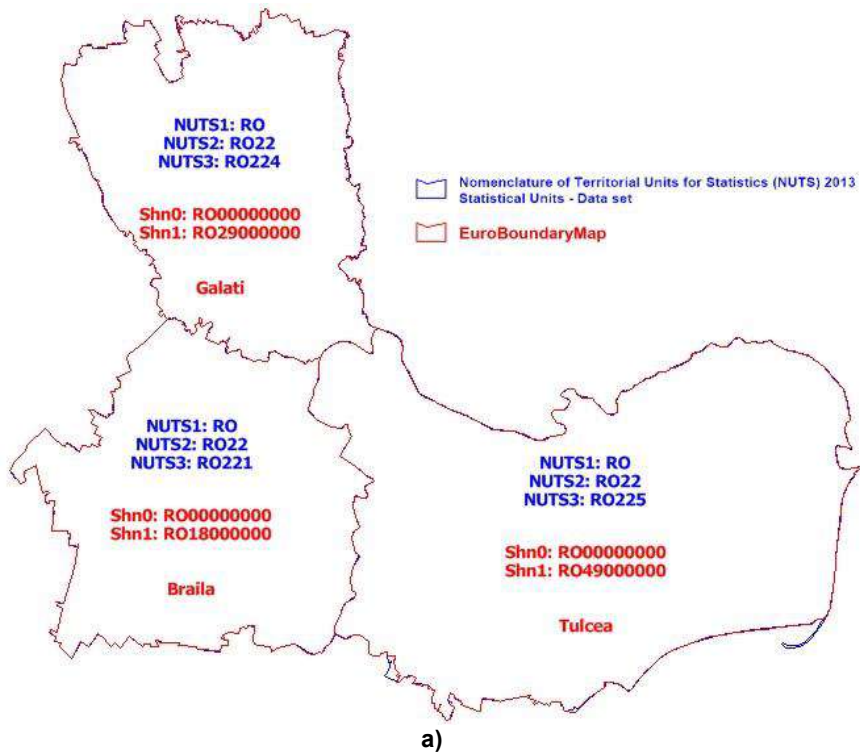 NUTS1: RO
NUTS2: RO22
NUTS3: RO224
Shn0: RO00000000
Shn1: RO29000000
Galati
Nomenclature of Territorial Units for Statistics (NUTS) 2013
Statistical Units - Data set
EuroBoundaryMap
NUTS1: RO
NUTS2: RO22
NUTS3: RO221
Shn0: RO00000000
Shn1: RO18000000
Braila
NUTS1: RO
NUTS2: RO22
NUTS3: RO225
Shn0: RO00000000
Shn1: RO49000000
Tulcea
a)